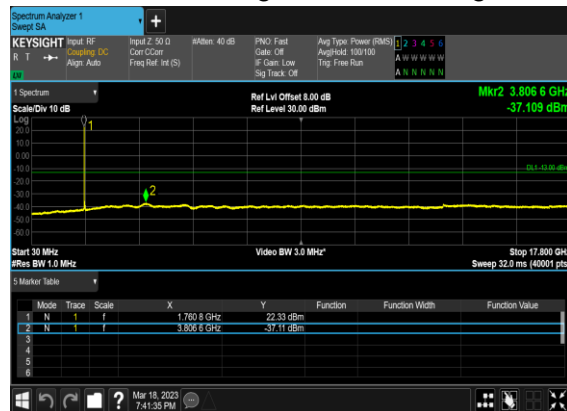 Spectrum Analyzer 1
Swept SA
+
KEYSIGHT Input: RF Input Z: 50 Ω #Atten: 40 dB PNO: Fast Avg Type: Power (RMS) 1 2 3 4 5 6
R T Coupling: DC Corr CCorr Gate: Off Avg|Hold: 100/100 A W W W W W
Align: Auto Freq Ref: Int (S) IF Gain: Low Trig: Free Run
Sig Track: Off A N N N N N
1 Spectrum Ref Lvl Offset 8.00 dB Mkr2 3.806 6 GHz
Scale/Div 10 dB Ref Level 30.00 dBm -37.109 dBm
Log
1
20.0
10.0
0.00
-10.0 DL1 -13.00 dBm
-20.0
2
-30.0
-40.0
-50.0
-60.0
Start 30 MHz Video BW 3.0 MHz* Stop 17.800 GHz
#Res BW 1.0 MHz Sweep 32.0 ms (40001 pts
5 Marker Table
Mode Trace Scale X Y Function Function Width Function Value
1 N 1 f 1.760 8 GHz 22.33 dBm
2 N 1 f 3.806 6 GHz -37.11 dBm
3
4
5
6
? Mar 18, 2023
7:41:35 PM